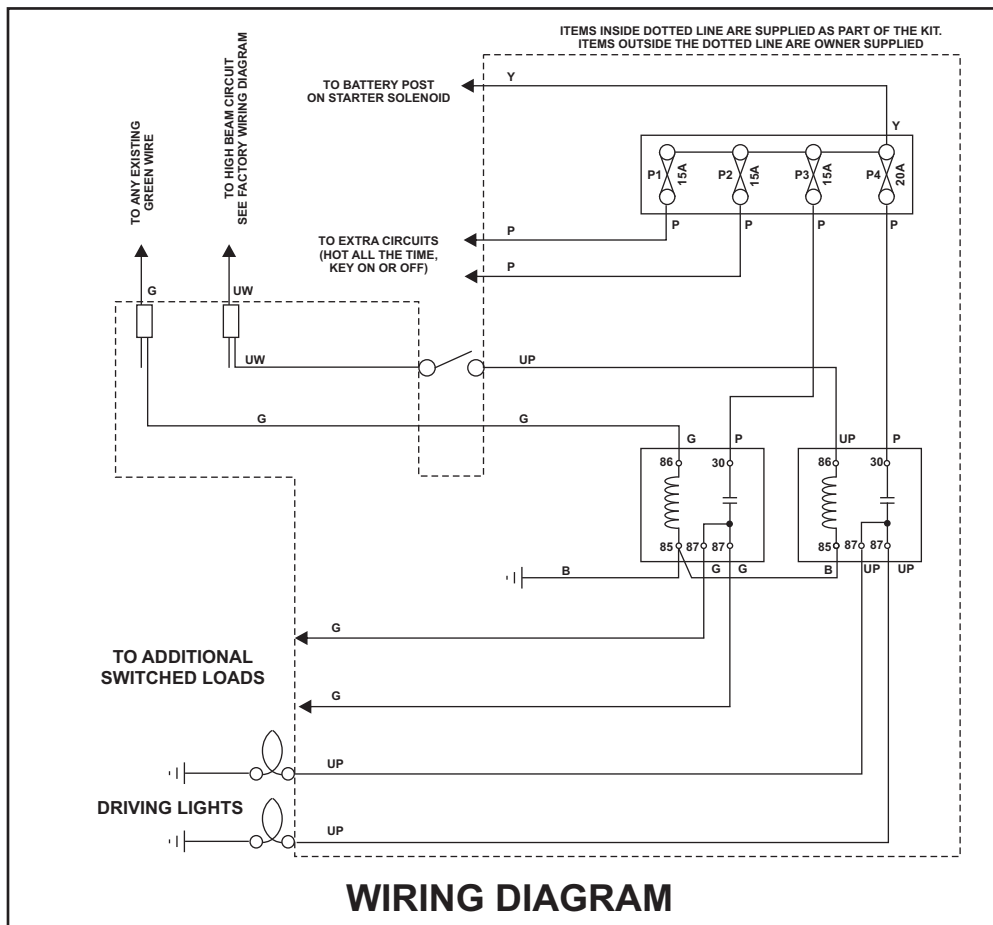 ITEMS INSIDE DOTTED LINE ARE SUPPLIED AS PART OF THE KIT.
ITEMS OUTSIDE THE DOTTED LINE ARE OWNER SUPPLIED
TO BATTERY POST
ON STARTER SOLENOID
Y
Y
TO ANY EXISTING
GREEN WIRE
TO HIGH BEAM CIRCUIT
SEE FACTORY WIRING DIAGRAM
P1
15A
P2
15A
P3
15A
P4
20A
P
P
P
P
TO EXTRA CIRCUITS
(HOT ALL THE TIME,
KEY ON OR OFF)
P
P
G
UW
UW
UP
G
G
G
P
UP
P
86
30
86
30
85
87
87
85
87
87
B
G
G
B
UP
UP
G
TO ADDITIONAL
SWITCHED LOADS
G
UP
DRIVING LIGHTS
UP
WIRING DIAGRAM